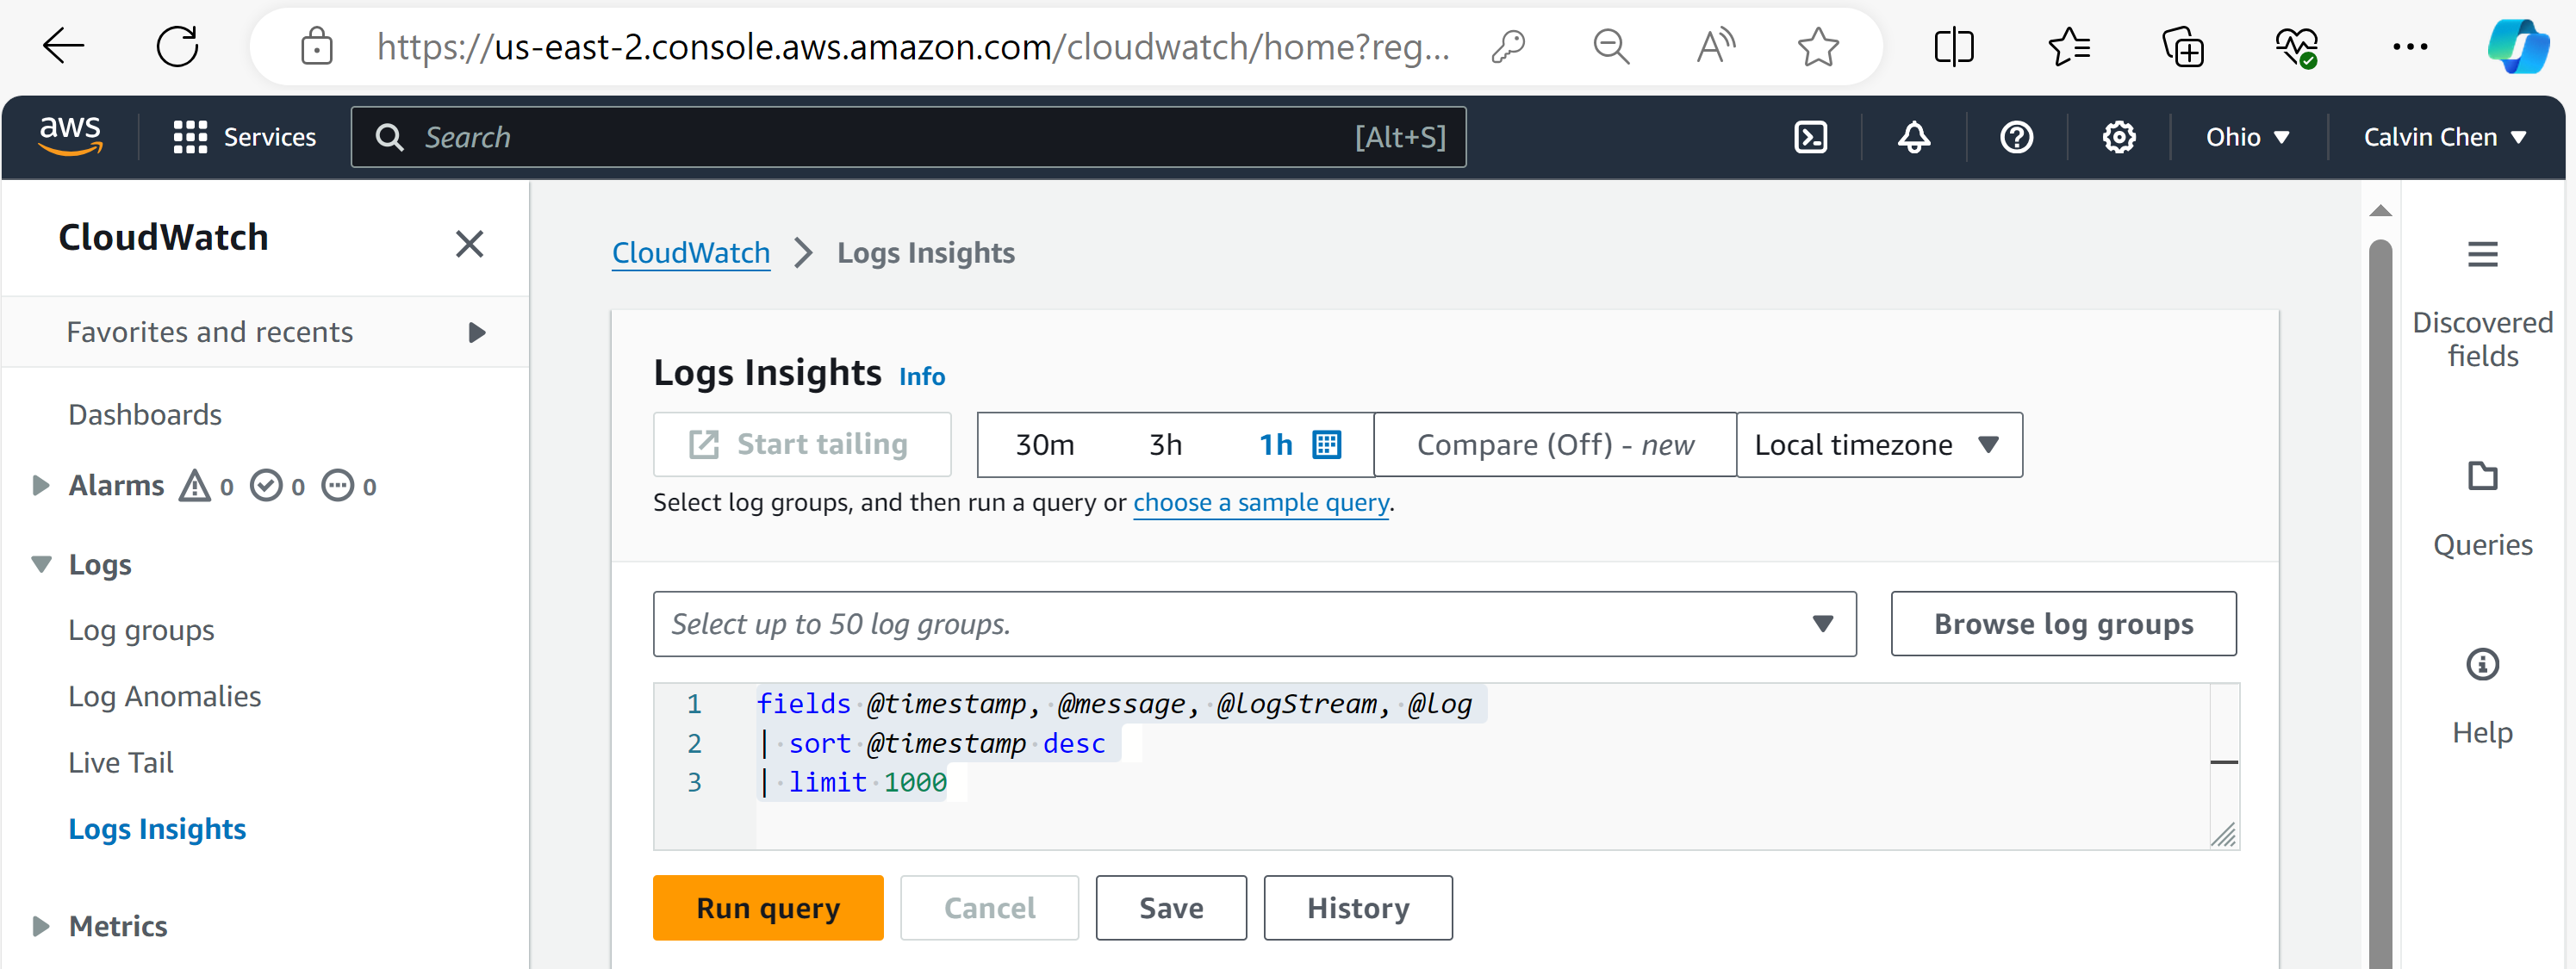 https://us-east-2.console.aws.amazon.com/cloudwatch/home?reg...
aws
Services
Search
[Alt+S]
Ohio
Calvin Chen
CloudWatch
Favorites and recents
Dashboards
Alarms 0 0 0
Logs
Log groups
Log Anomalies
Live Tail
Logs Insights
Metrics
CloudWatch > Logs Insights
Logs Insights Info
Start tailing
30m 3h 1h
Compare (Off) - new
Local timezone
Select log groups, and then run a query or choose a sample query.
Select up to 50 log groups.
Browse log groups
1 fields @timestamp, @message, @logStream, @log
2 | sort @timestamp desc
3 | limit 1000
Run query
Cancel
Save
History
Discovered
fields
Queries
Help